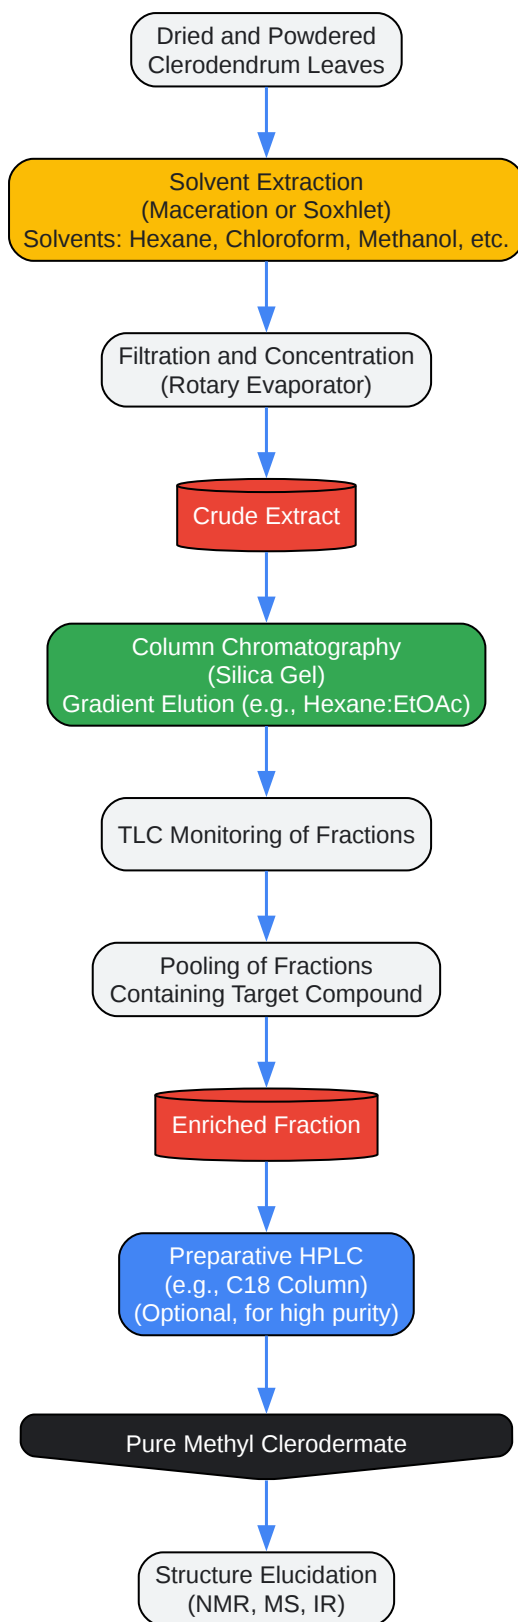 Dried and Powdered
Clerodendrum Leaves
Solvent Extraction
(Maceration or Soxhlet)
Solvents: Hexane, Chloroform, Methanol, etc.
Filtration and Concentration
(Rotary Evaporator)
Crude Extract
Column Chromatography
(Silica Gel)
Gradient Elution (e.g., Hexane:EtOAc)
TLC Monitoring of Fractions
Pooling of Fractions
Containing Target Compound
Enriched Fraction
Preparative HPLC
(e.g., C18 Column)
(Optional, for high purity)
Pure Methyl Clerodermate
Structure Elucidation
(NMR, MS, IR)